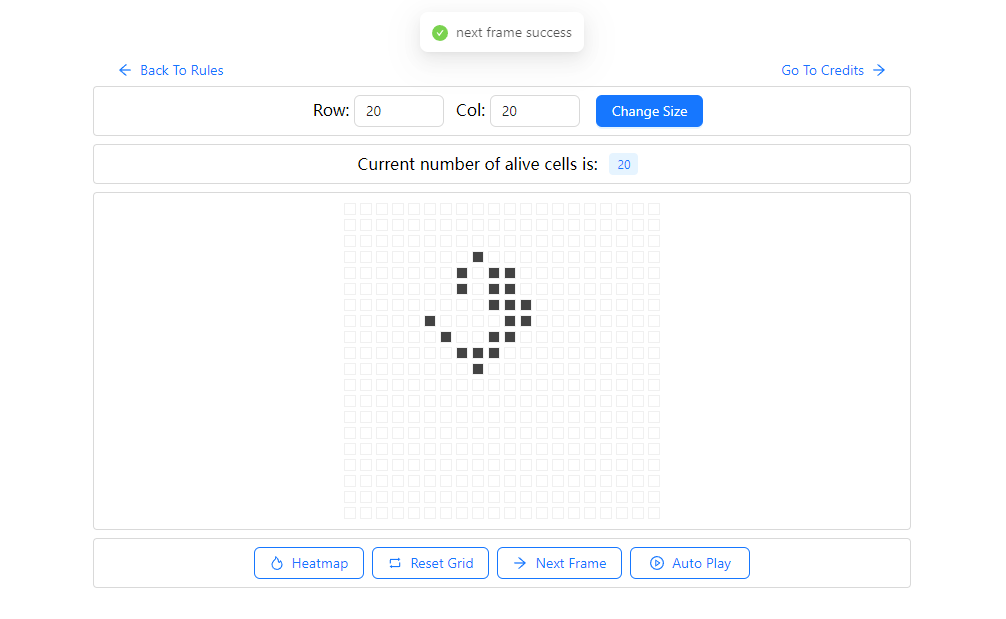 next frame success
Back To Rules
Go To Credits
Row: 20 Col: 20 Change Size
Current number of alive cells is: 20
Heatmap Reset Grid Next Frame Auto Play